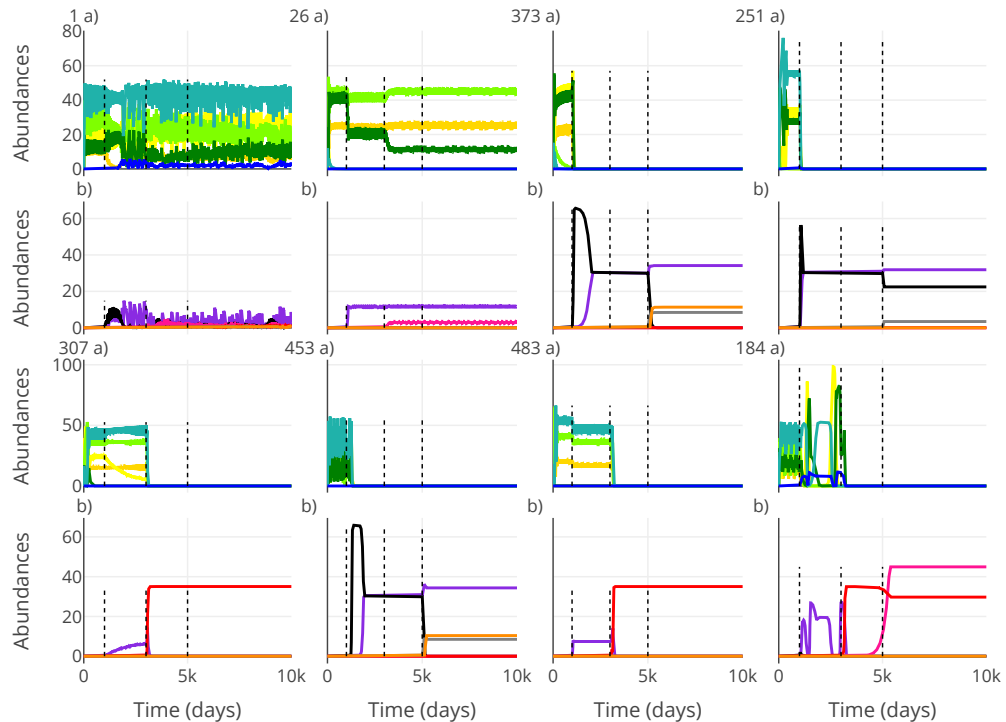 1 a) 26 a) 373 a) 251 a)
Abundances 80 60 40 20 0
b) b) b) b)
Abundances 60 40 20 0
307 a) 453 a) 483 a) 184 a)
Abundances 100 50 0
b) b) b) b)
Abundances 60 40 20 0
0 5k 10k 0 5k 10k 0 5k 10k 0 5k 10k
Time (days) Time (days) Time (days) Time (days)